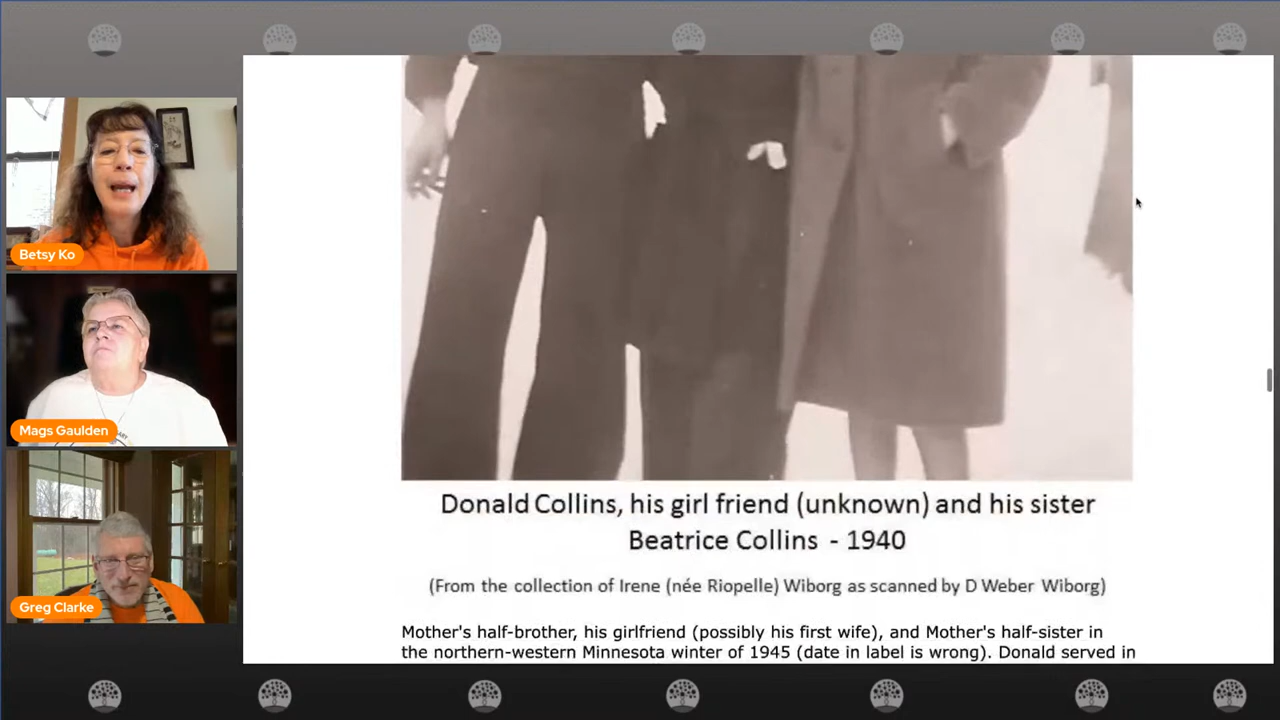 Betsy Ko
Mags Gaulden
Greg Clarke
Donald Collins, his girl friend (unknown) and his sister
Beatrice Collins - 1940
(From the collection of Irene (née Riopelle) Wiborg as scanned by D Weber Wiborg)
Mother's half-brother, his girlfriend (possibly his first wife), and Mother's half-sister in
the northern-western Minnesota winter of 1945 (date in label is wrong). Donald served in